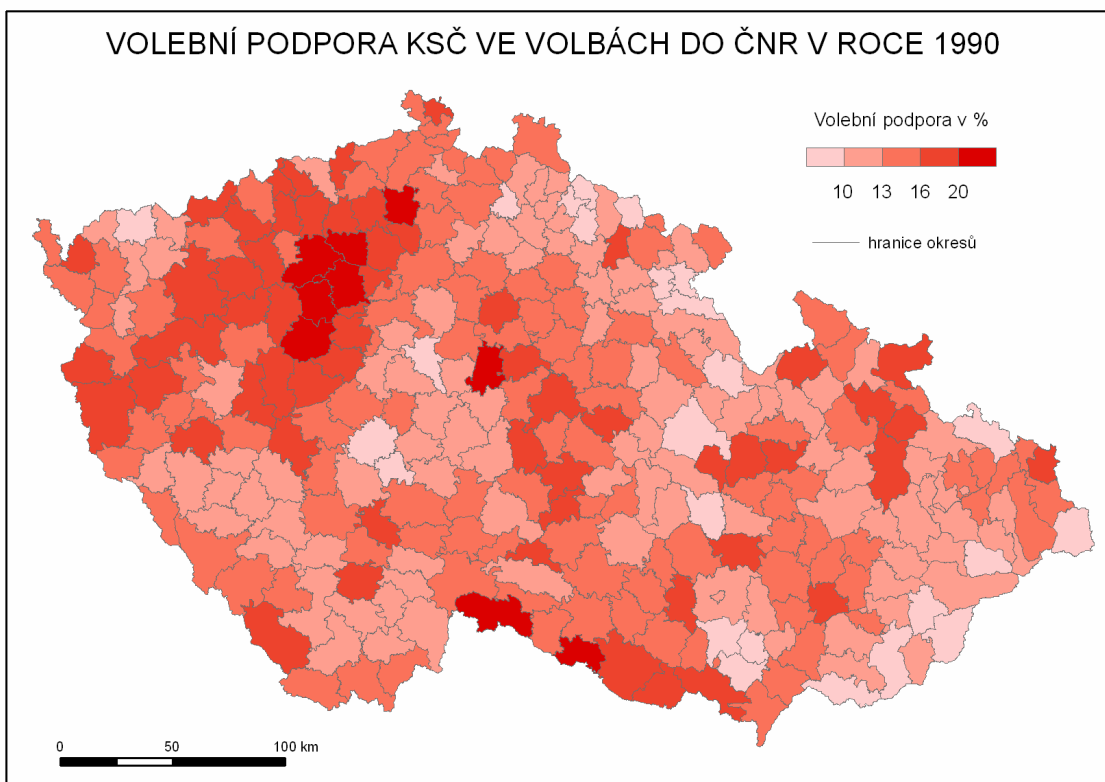 VOLEBNÍ PODPORA KSČ VE VOLBÁCH DO ČNR V ROCE 1990
Volební podpora v %
10 13 16 20
hranice okresů
0 50 100 km